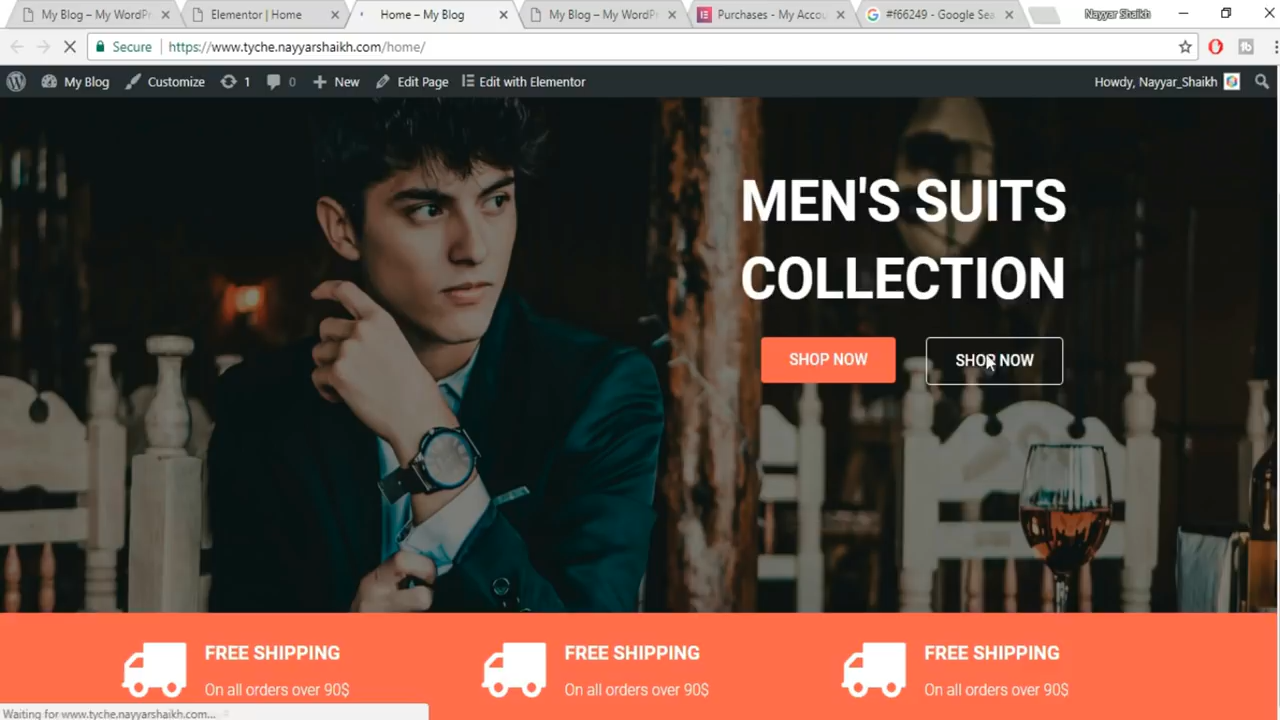 My Blog – My WordPr
Elementor | Home
Home – My Blog
My Blog – My WordPr
Purchases - My Accou
#f66249 - Google Sea
Nayyar Shaikh
Secure
https://www.tyche.nayyarshaikh.com/home/
My Blog
Customize
1
0
New
Edit Page
Edit with Elementor
Howdy, Nayyar_Shaikh
MEN'S SUITS
COLLECTION
SHOP NOW
SHOP NOW
FREE SHIPPING
On all orders over 90$
FREE SHIPPING
On all orders over 90$
FREE SHIPPING
On all orders over 90$
Waiting for www.tyche.nayyarshaikh.com...